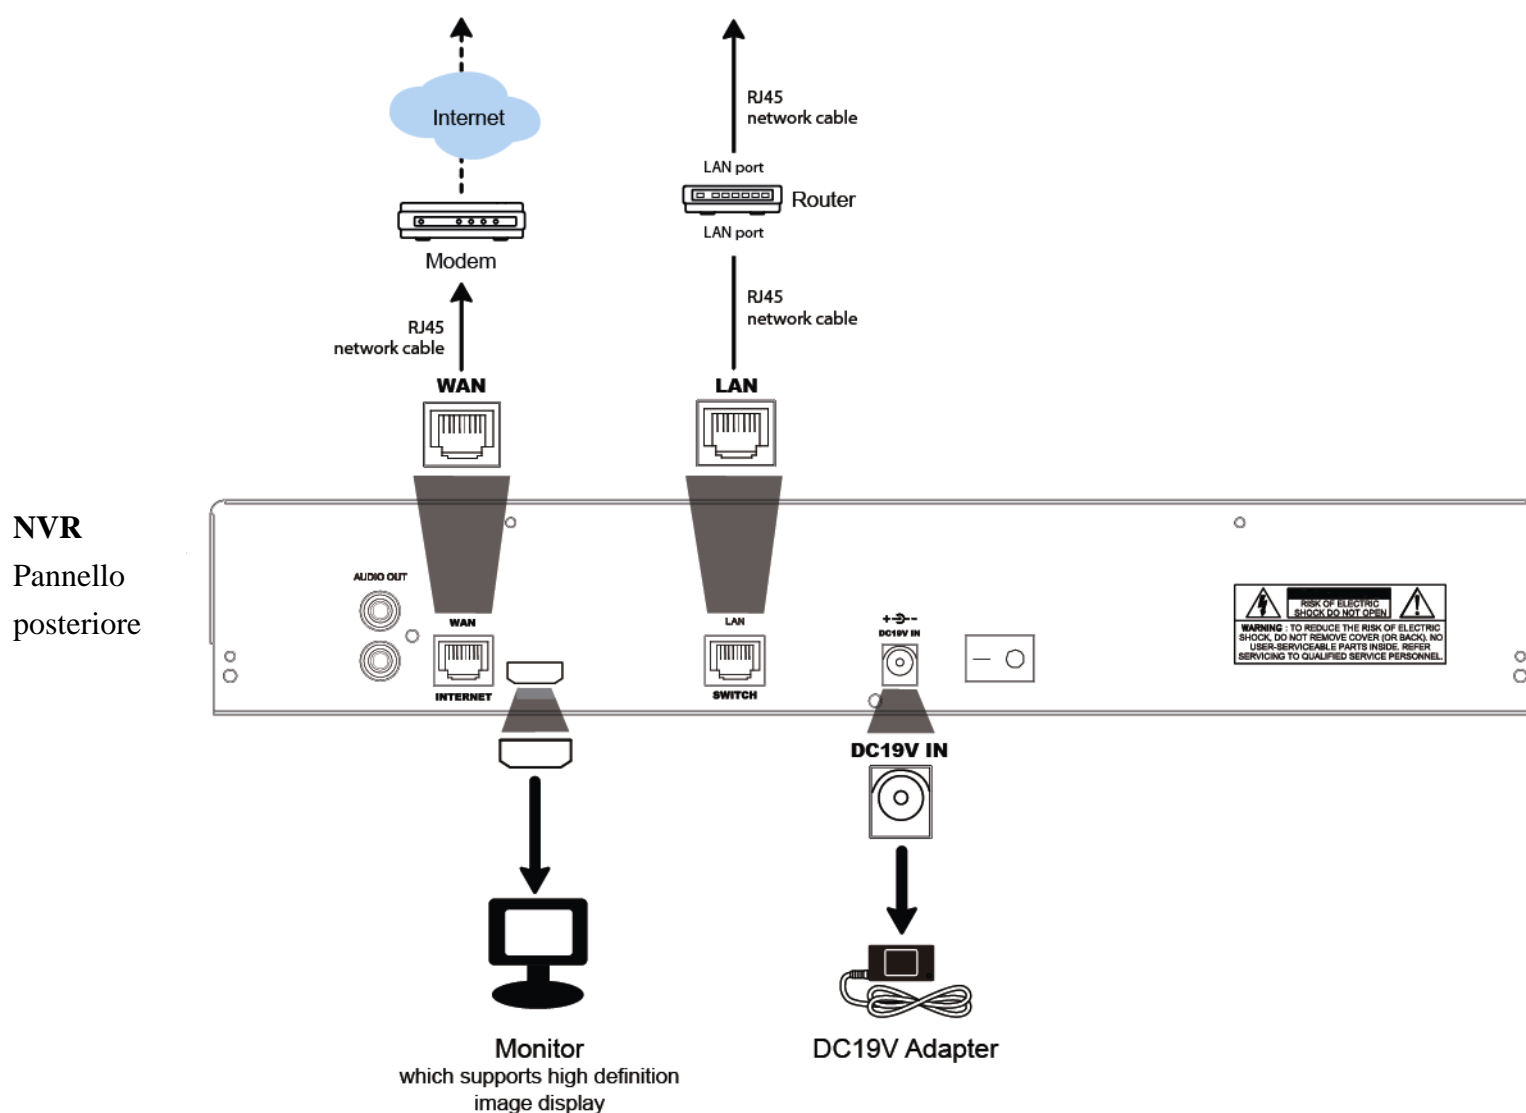 Internet
RJ45
network cable
LAN port
Router
LAN port
Modem
RJ45
network cable
RJ45
network cable
WAN
LAN
NVR
Pannello
posteriore
AUDIO OUT
WAN
INTERNET
LAN
SWITCH
DC19V IN
— O
RISK OF ELECTRIC
SHOCK DO NOT OPEN
WARNING : TO REDUCE THE RISK OF ELECTRIC
SHOCK, DO NOT REMOVE COVER (OR BACK). NO
USER-SERVICEABLE PARTS INSIDE. REFER
SERVICING TO QUALIFIED SERVICE PERSONNEL.
DC19V IN
Monitor
which supports high definition
image display
DC19V Adapter